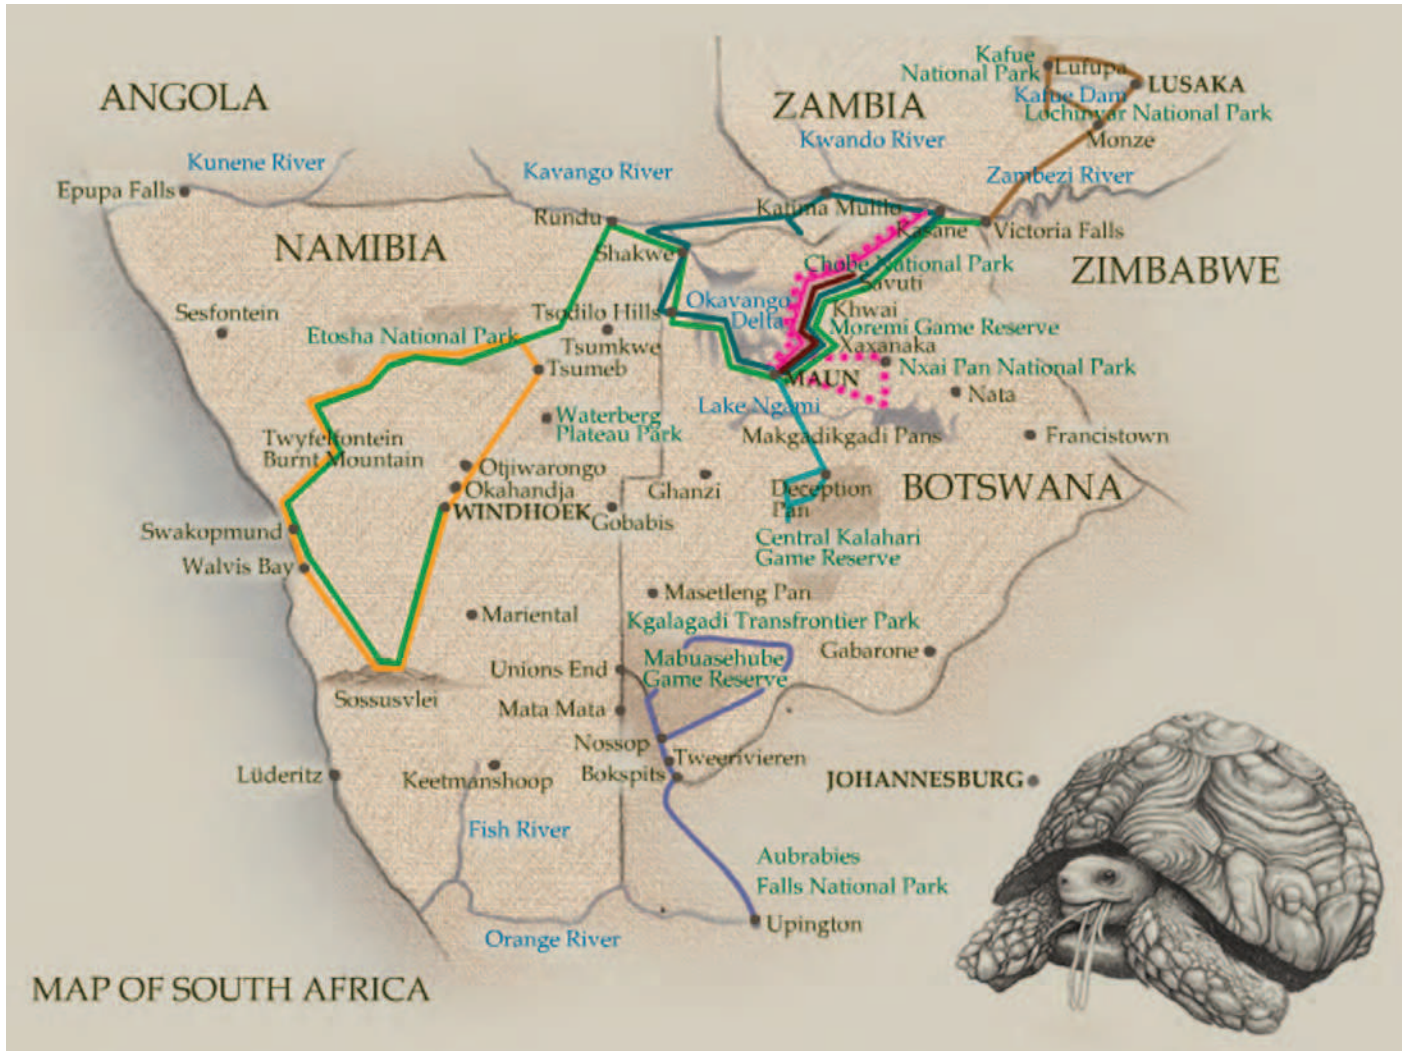 Kafue
National Park
Lufupa
LUSAKA
ANGOLA
ZAMBIA
Kafue Dam
Lochinvar National Park
Kwando River
Monze
Kunene River
Kavango River
Zambezi River
Epupa Falls
Rundu
Katima Mulilo
Kasane
Victoria Falls
NAMIBIA
Shakwe
Chobe National Park
ZIMBABWE
Savuti
Sesfontein
Tsodilo Hills
Okavango
Delta
Khwai
Moremi Game Reserve
Etosha National Park
Tsumkwe
Xaxanaka
Tsumeb
MAUN
Nxai Pan National Park
Nata
Lake Ngami
Waterberg
Plateau Park
Twyfelfontein
Burnt Mountain
Makgadikgadi Pans
Francistown
Otjiwarongo
Okahandja
Ghanzi
Deception
Pan
BOTSWANA
WINDHOEK
Gobabis
Swakopmund
Central Kalahari
Game Reserve
Walvis Bay
Masetleng Pan
Mariental
Kgalagadi Transfrontier Park
Unions End
Mabuasehube
Game Reserve
Gabarone
Sossusvlei
Mata Mata
Nossop
Tweerivieren
Lüderitz
Keetmanshoop
Bokspits
JOHANNESBURG
Fish River
Aubrabies
Falls National Park
Orange River
Upington
MAP OF SOUTH AFRICA